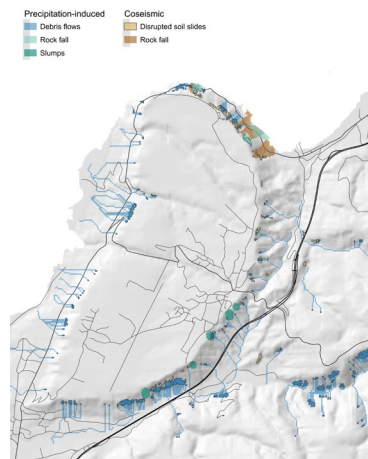 Precipitation-induced
Debris flows
Rock fall
Slumps
Coseismic
Disrupted soil slides
Rock fall